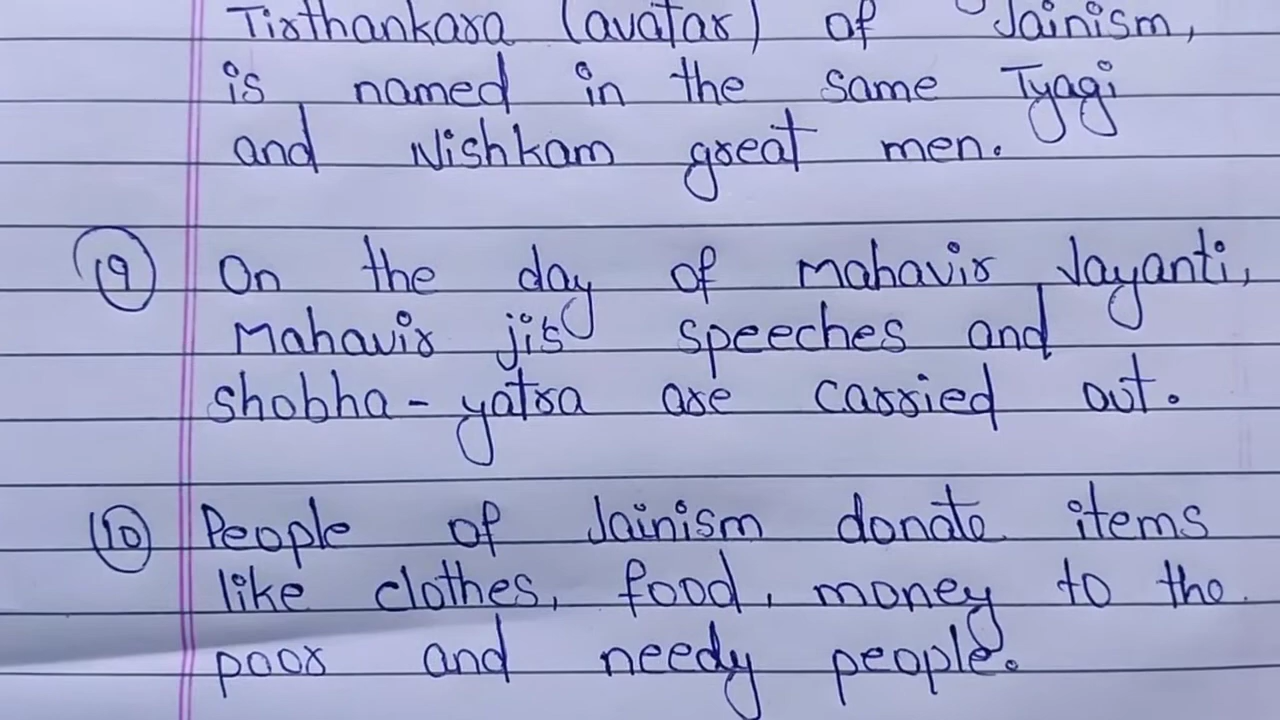 Tirthankara (avatar) of Jainism,
is named in the same Tyagi
and Nishkam great men.
(9) On the day of mahavir Jayanti,
Mahavir jis speeches and
shobha - yatra are carried out.
(10) People of Jainism donate items
like clothes, food, money to the
poor and needy people.